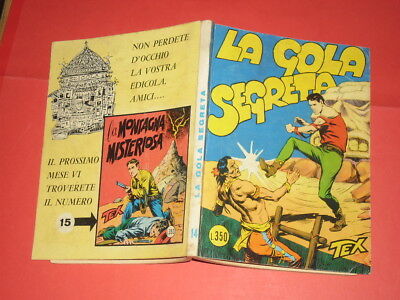 NON PERDETE
D'OCCHIO
LA VOSTRA
EDICOLA,
AMICI....
IL PROSSIMO
MESE VI
TROVERETE
IL NUMERO
15
La
MONTAGNA
MISTERIOSA
TEX
LA GOLA SEGRETA
14
LA GOLA
SEGRETA
L.350
TEX